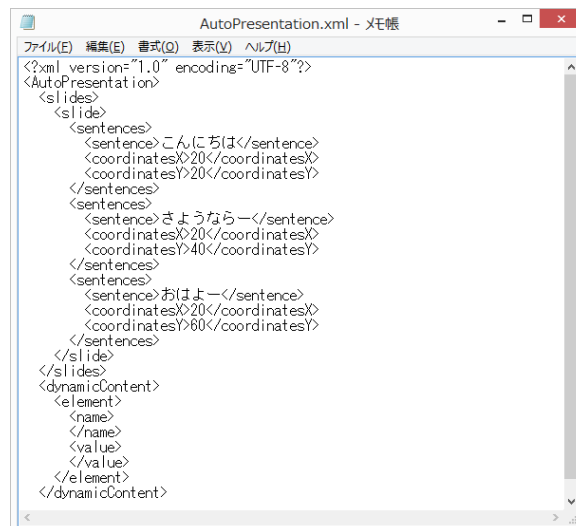 AutoPresentation.xml - メモ帳
ファイル(F) 編集(E) 書式(O) 表示(V) ヘルプ(H)
<?xml version="1.0" encoding="UTF-8"?>
<AutoPresentation>
  <slides>
    <slide>
      <sentences>
        <sentence>こんにちは</sentence>
        <coordinatesX>20</coordinatesX>
        <coordinatesY>20</coordinatesY>
      </sentences>
      <sentences>
        <sentence>さようならー</sentence>
        <coordinatesX>20</coordinatesX>
        <coordinatesY>40</coordinatesY>
      </sentences>
      <sentences>
        <sentence>おはよー</sentence>
        <coordinatesX>20</coordinatesX>
        <coordinatesY>60</coordinatesY>
      </sentences>
    </slide>
  </slides>
  <dynamicContent>
    <element>
      <name>
      </name>
      <value>
      </value>
    </element>
  </dynamicContent>